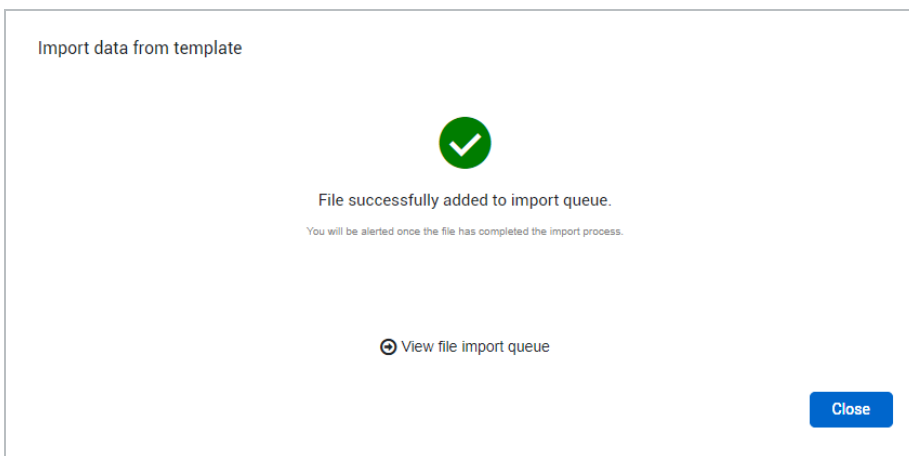 Import data from template
File successfully added to import queue.
You will be alerted once the file has completed the import process.
View file import queue
Close